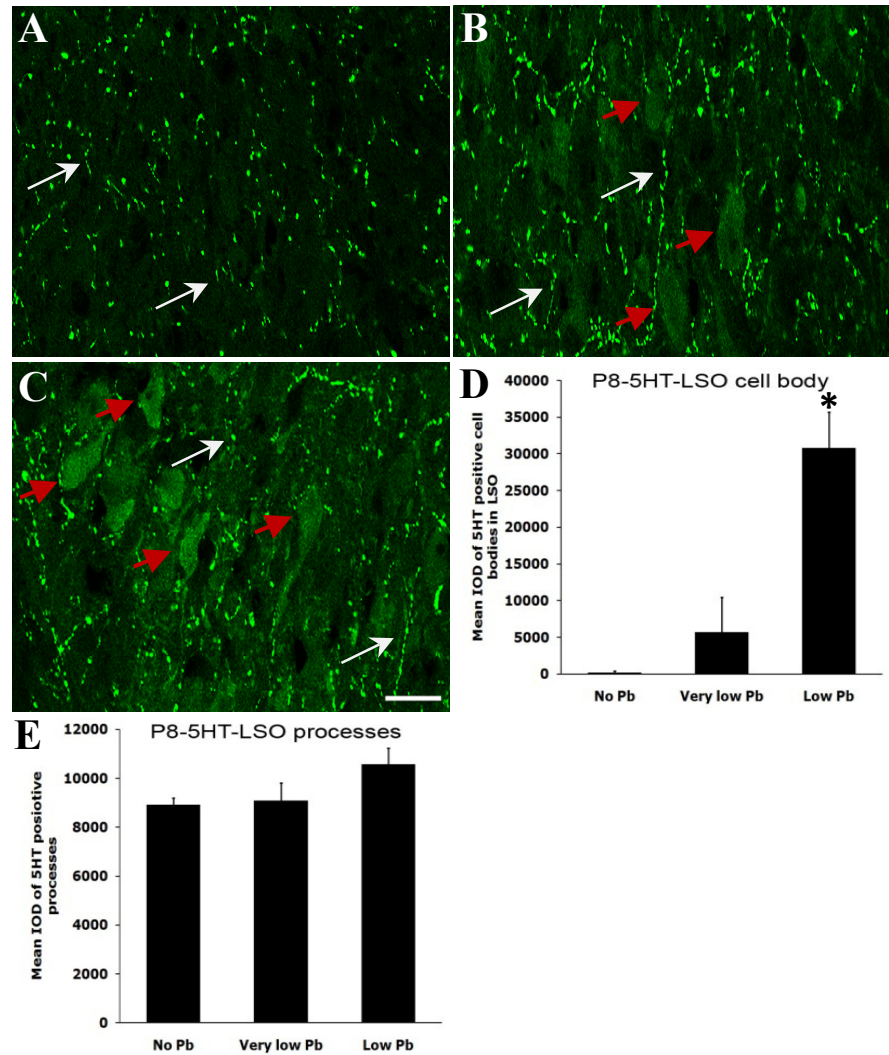 A
B
C
D
P8-5HT-LSO cell body
*
Mean IOD of 5HT positive cell
bodies in LSO
40000
35000
30000
25000
20000
15000
10000
5000
0
No Pb Very low Pb Low Pb
E
P8-5HT-LSO processes
Mean IOD of 5HT posiotive
processes
12000
10000
8000
6000
4000
2000
0
No Pb Very low Pb Low Pb